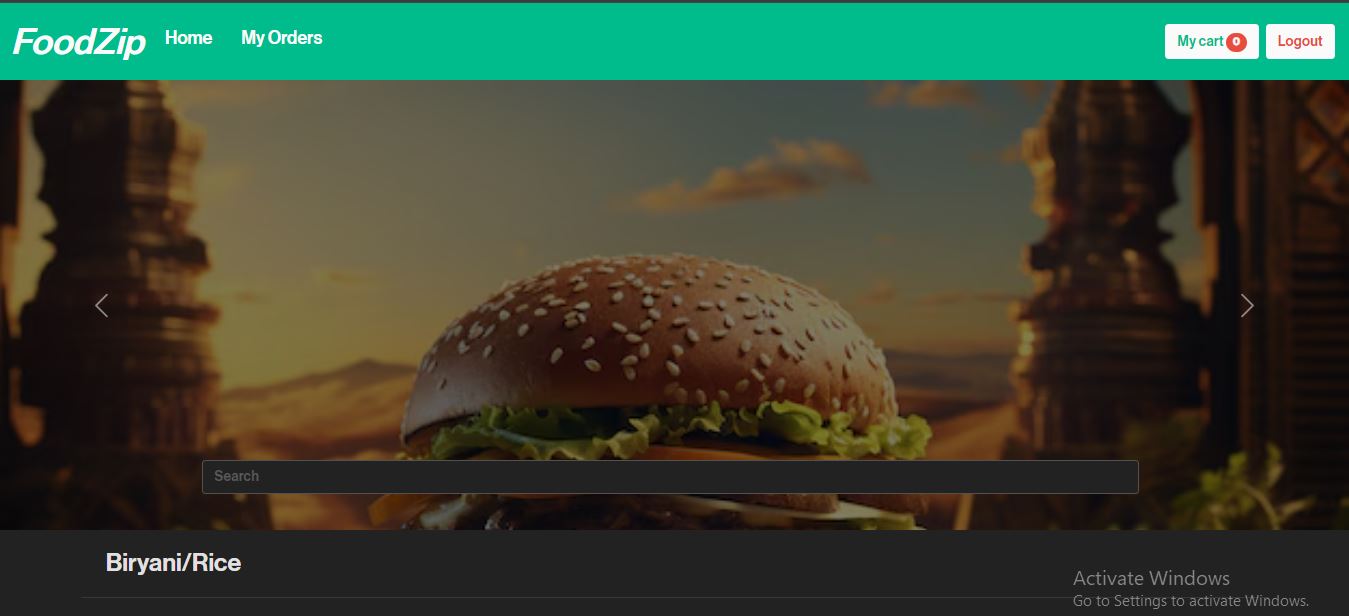 FoodZip Home My Orders My cart 0 Logout
Search
Biryani/Rice
Activate Windows
Go to Settings to activate Windows.